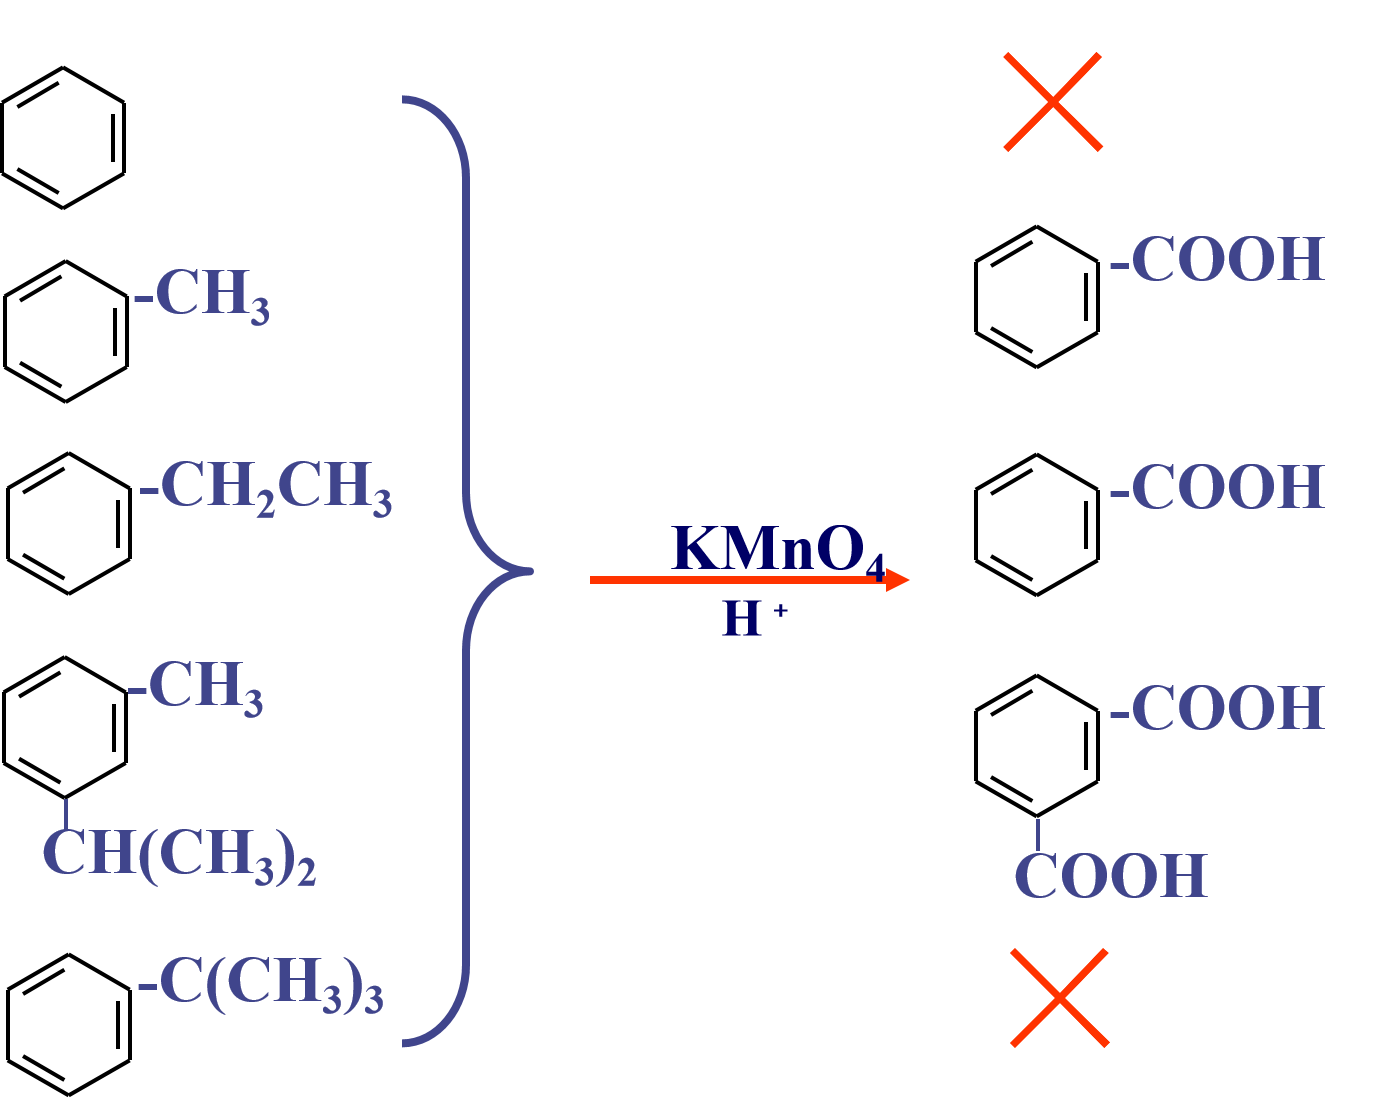 -COOH
-CH₃
-CH₂CH₃
-COOH
KMnO₄
H⁺
-CH₃
-COOH
CH(CH₃)₂
COOH
-C(CH₃)₃